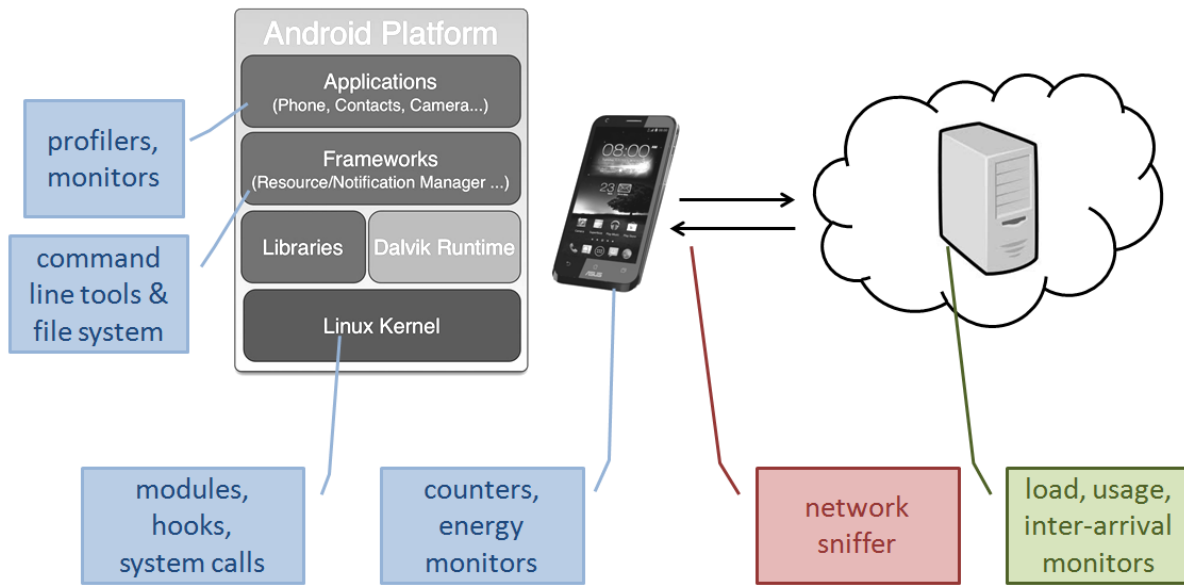 Android Platform
Applications
(Phone, Contacts, Camera...)
Frameworks
(Resource/Notification Manager ...)
Libraries
Dalvik Runtime
Linux Kernel
profilers,
monitors
command
line tools &
file system
08:00
23
ASUS
modules,
hooks,
system calls
counters,
energy
monitors
network
sniffer
load, usage,
inter-arrival
monitors